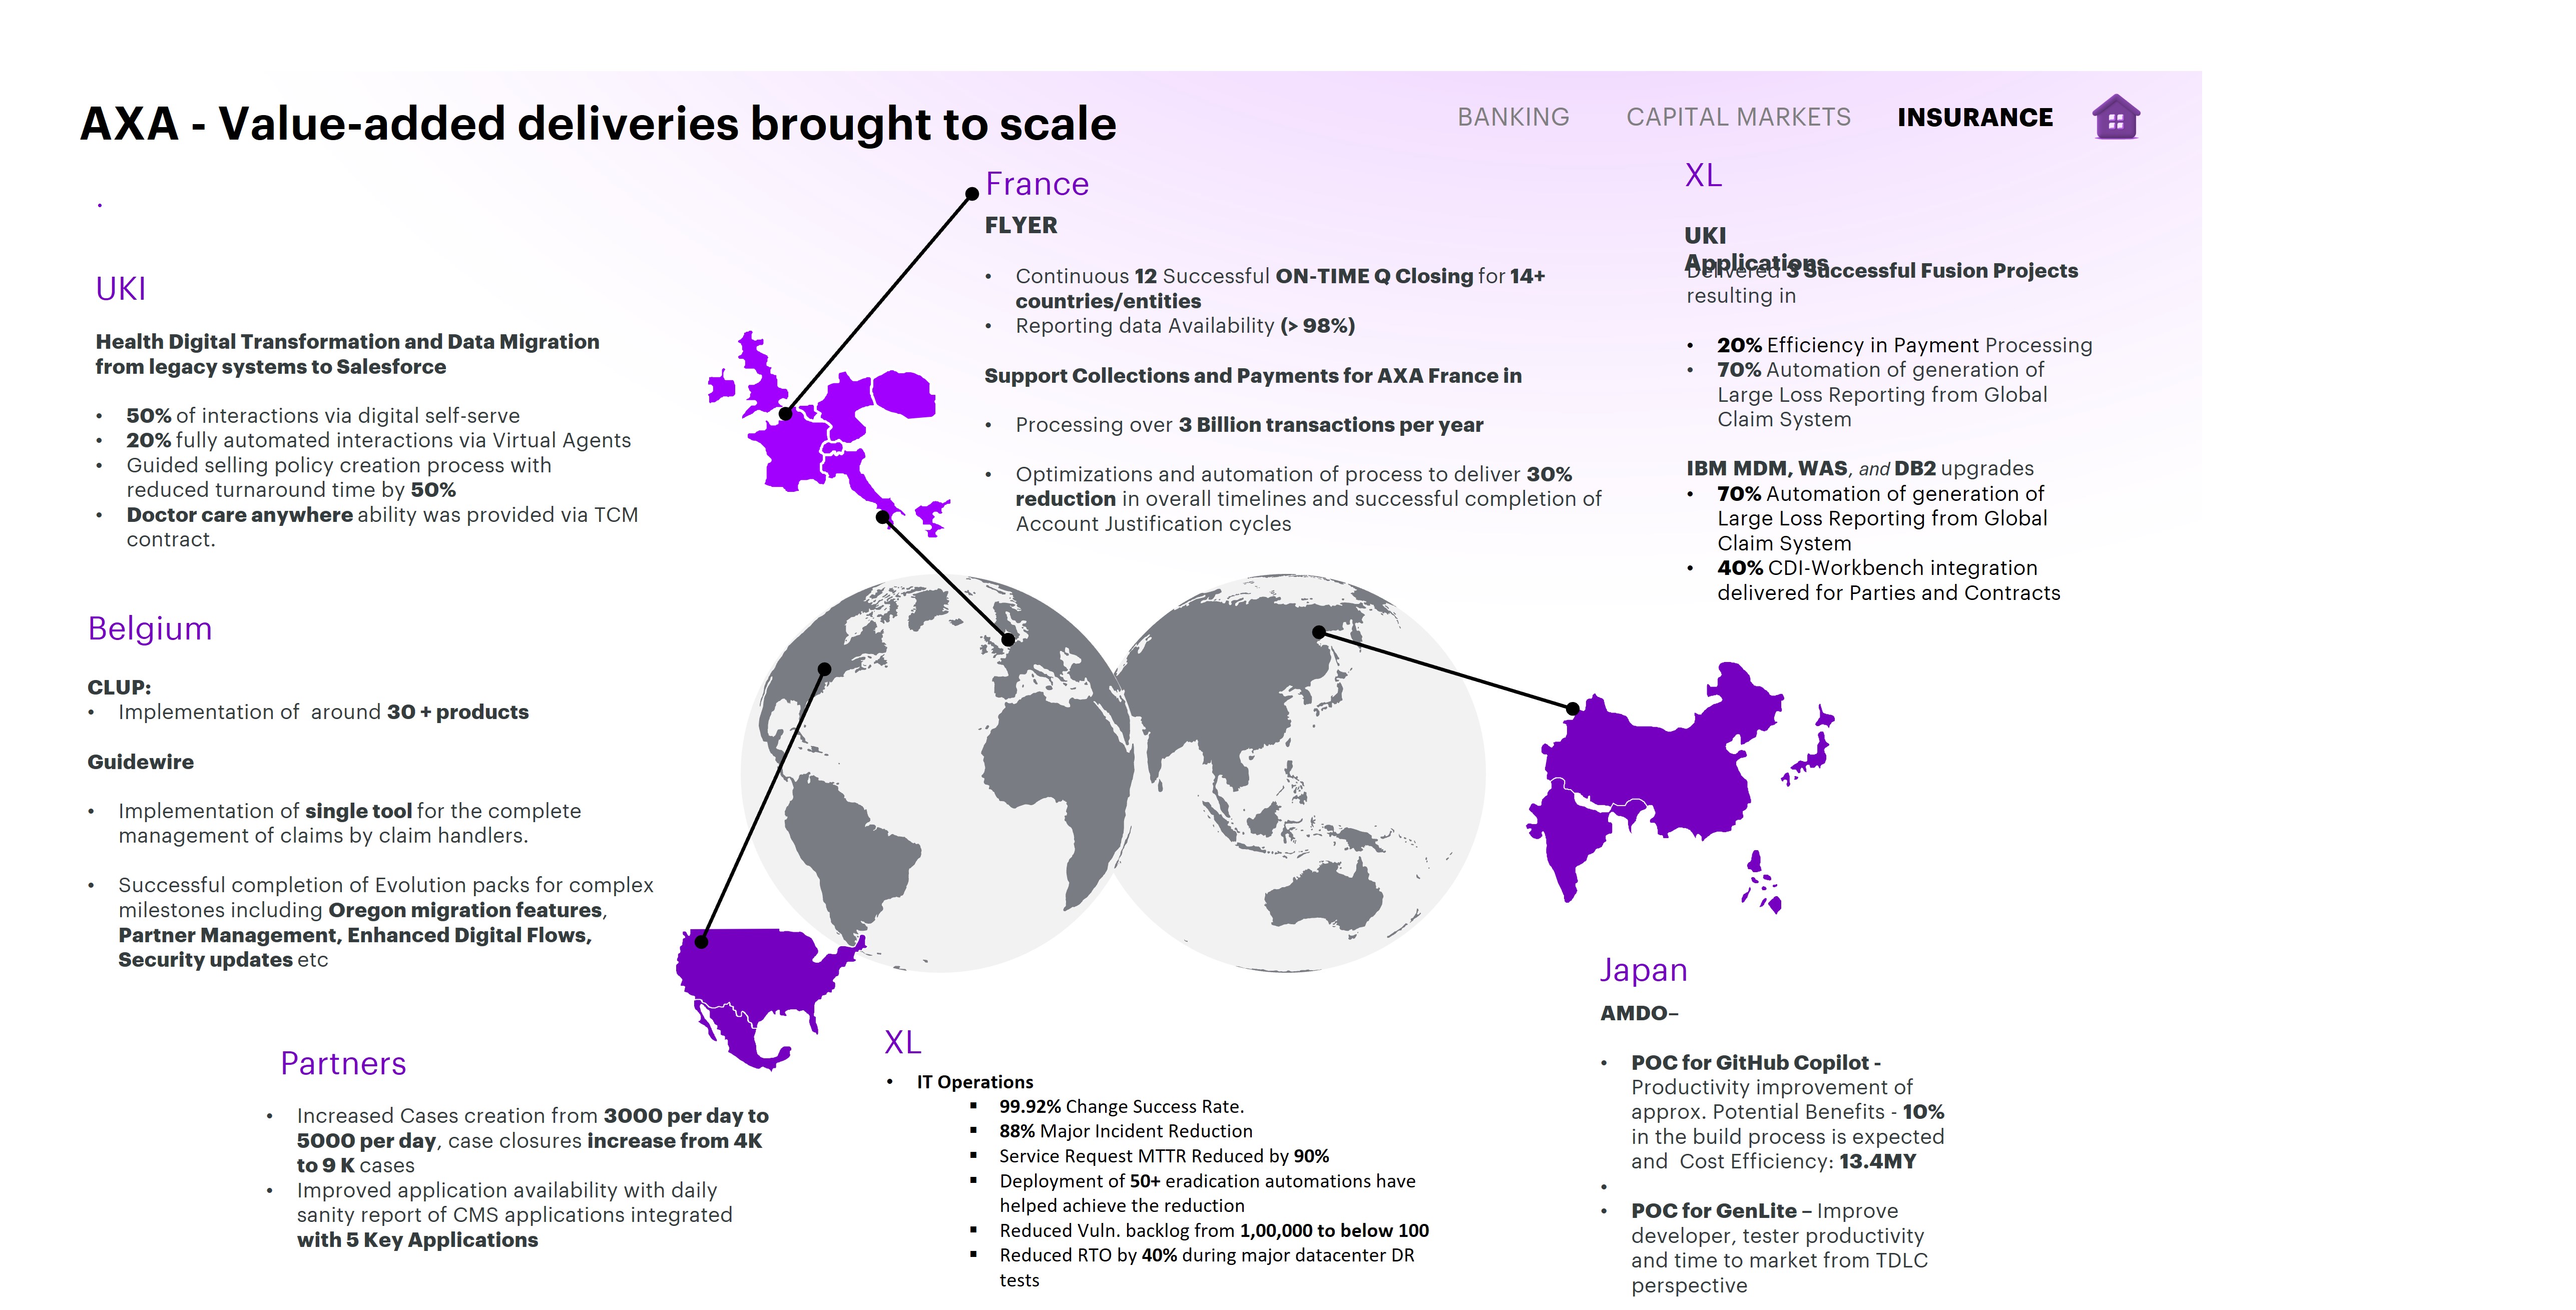 AXA - Value-added deliveries brought to scale
BANKING
CAPITAL MARKETS
INSURANCE
.
UKI
Health Digital Transformation and Data Migration
from legacy systems to Salesforce
• 50% of interactions via digital self-serve
• 20% fully automated interactions via Virtual Agents
• Guided selling policy creation process with
reduced turnaround time by 50%
• Doctor care anywhere ability was provided via TCM
contract.
Belgium
CLUP:
• Implementation of  around 30 + products
Guidewire
• Implementation of single tool for the complete
management of claims by claim handlers.
• Successful completion of Evolution packs for complex
milestones including Oregon migration features,
Partner Management, Enhanced Digital Flows,
Security updates etc
Partners
• Increased Cases creation from 3000 per day to
5000 per day, case closures increase from 4K
to 9 K cases
• Improved application availability with daily
sanity report of CMS applications integrated
with 5 Key Applications
France
FLYER
• Continuous 12 Successful ON-TIME Q Closing for 14+
countries/entities
• Reporting data Availability (> 98%)
Support Collections and Payments for AXA France in
• Processing over 3 Billion transactions per year
• Optimizations and automation of process to deliver 30%
reduction in overall timelines and successful completion of
Account Justification cycles
XL
UKI
Applications
Delivered 3 Successful Fusion Projects
resulting in
• 20% Efficiency in Payment Processing
• 70% Automation of generation of
Large Loss Reporting from Global
Claim System
IBM MDM, WAS, and DB2 upgrades
• 70% Automation of generation of
Large Loss Reporting from Global
Claim System
• 40% CDI-Workbench integration
delivered for Parties and Contracts
XL
• IT Operations
▪ 99.92% Change Success Rate.
▪ 88% Major Incident Reduction
▪ Service Request MTTR Reduced by 90%
▪ Deployment of 50+ eradication automations have
helped achieve the reduction
▪ Reduced Vuln. backlog from 1,00,000 to below 100
▪ Reduced RTO by 40% during major datacenter DR
tests
Japan
AMDO–
• POC for GitHub Copilot -
Productivity improvement of
approx. Potential Benefits - 10%
in the build process is expected
and  Cost Efficiency: 13.4MY
•
• POC for GenLite – Improve
developer, tester productivity
and time to market from TDLC
perspective